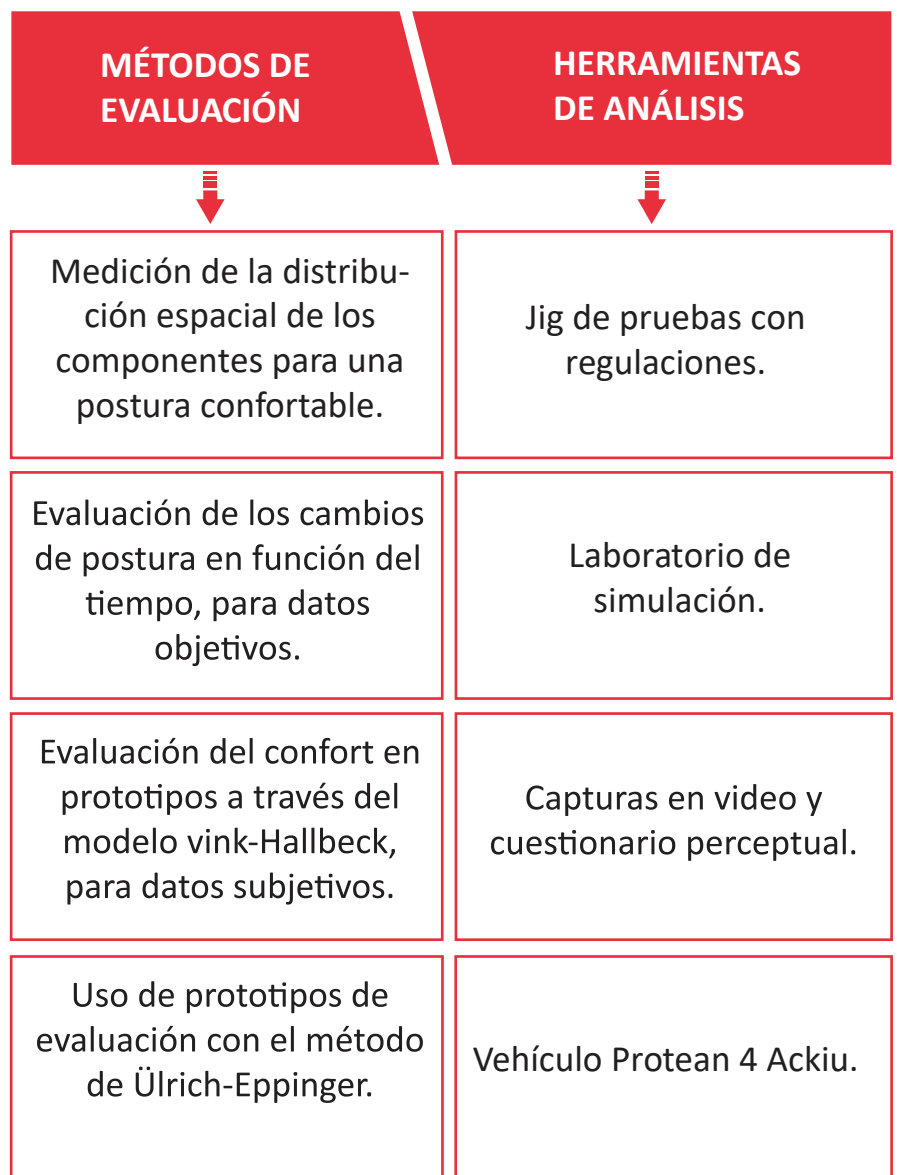 MÉTODOS DE
EVALUACIÓN
HERRAMIENTAS
DE ANÁLISIS
Medición de la distribu-
ción espacial de los
componentes para una
postura confortable.
Jig de pruebas con
regulaciones.
Evaluación de los cambios
de postura en función del
tiempo, para datos
objetivos.
Laboratorio de
simulación.
Evaluación del confort en
prototipos a través del
modelo vink-Hallbeck,
para datos subjetivos.
Capturas en video y
cuestionario perceptual.
Uso de prototipos de
evaluación con el método
de Ülrich-Eppinger.
Vehículo Protean 4 Ackiu.